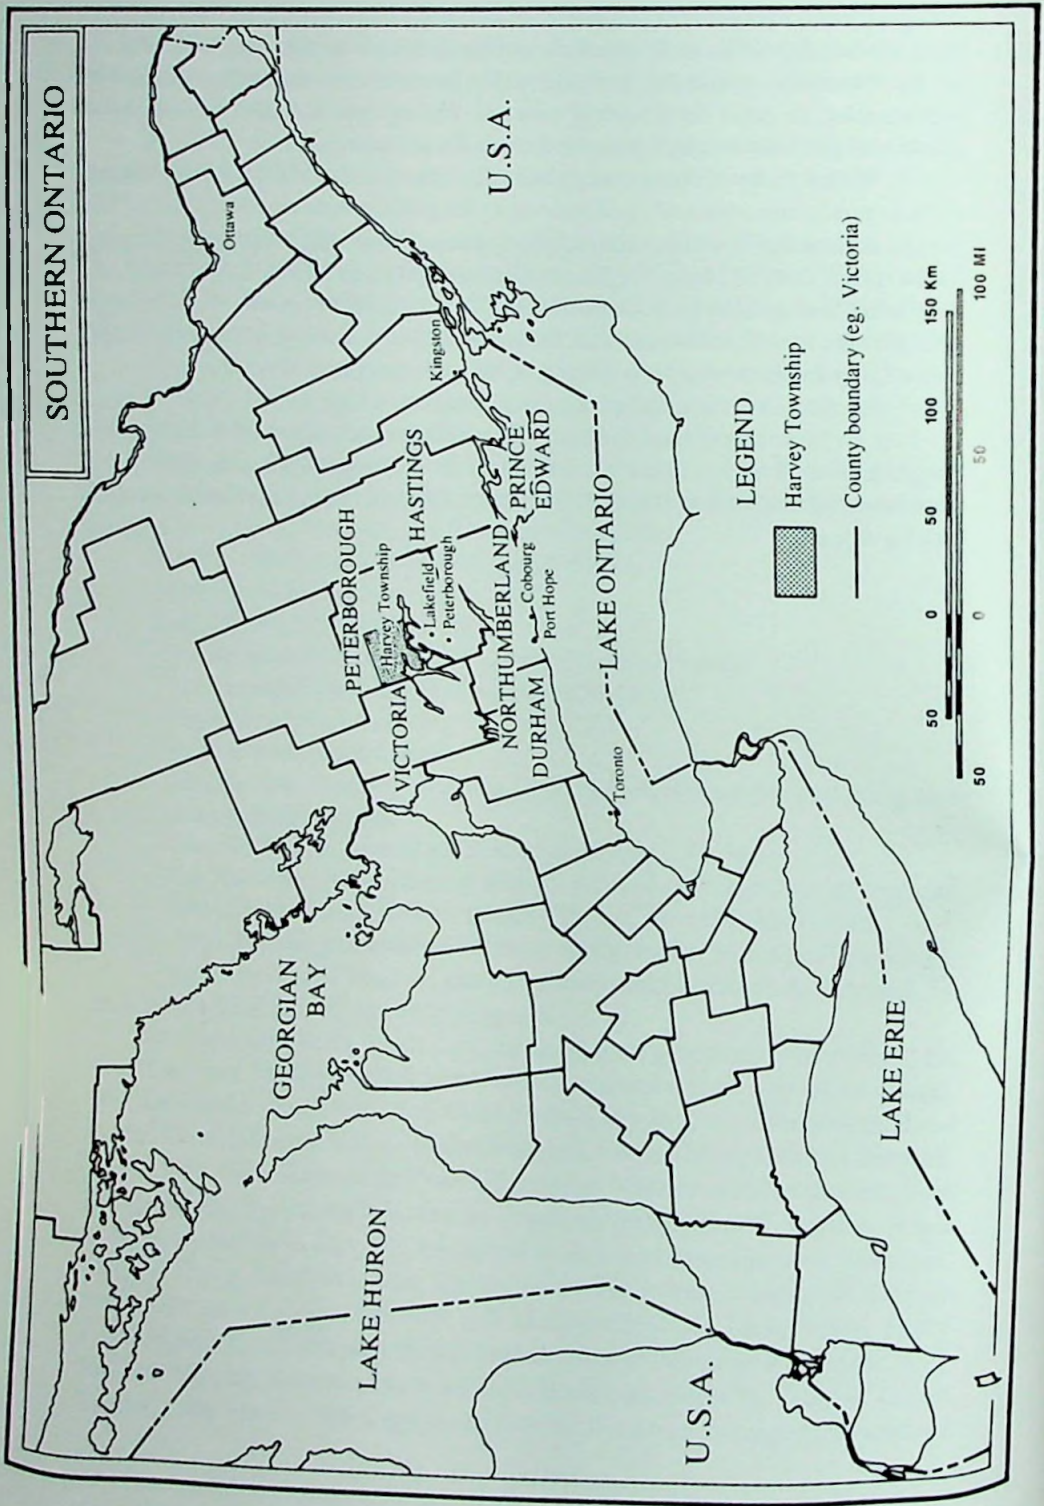 SOUTHERN ONTARIO
Ottawa
U.S.A.
Kingston
PETERBOROUGH
Harvey Township
HASTINGS
Lakefield
Peterborough
PRINCE
EDWARD
VICTORIA
NORTHUMBERLAND
Cobourg
Port Hope
DURHAM
LAKE ONTARIO
Toronto
GEORGIAN
BAY
LAKE HURON
LAKE ERIE
U.S.A.
LEGEND
Harvey Township
County boundary (eg. Victoria)
50 0 50 100 150 Km
50 0 50 100 MI